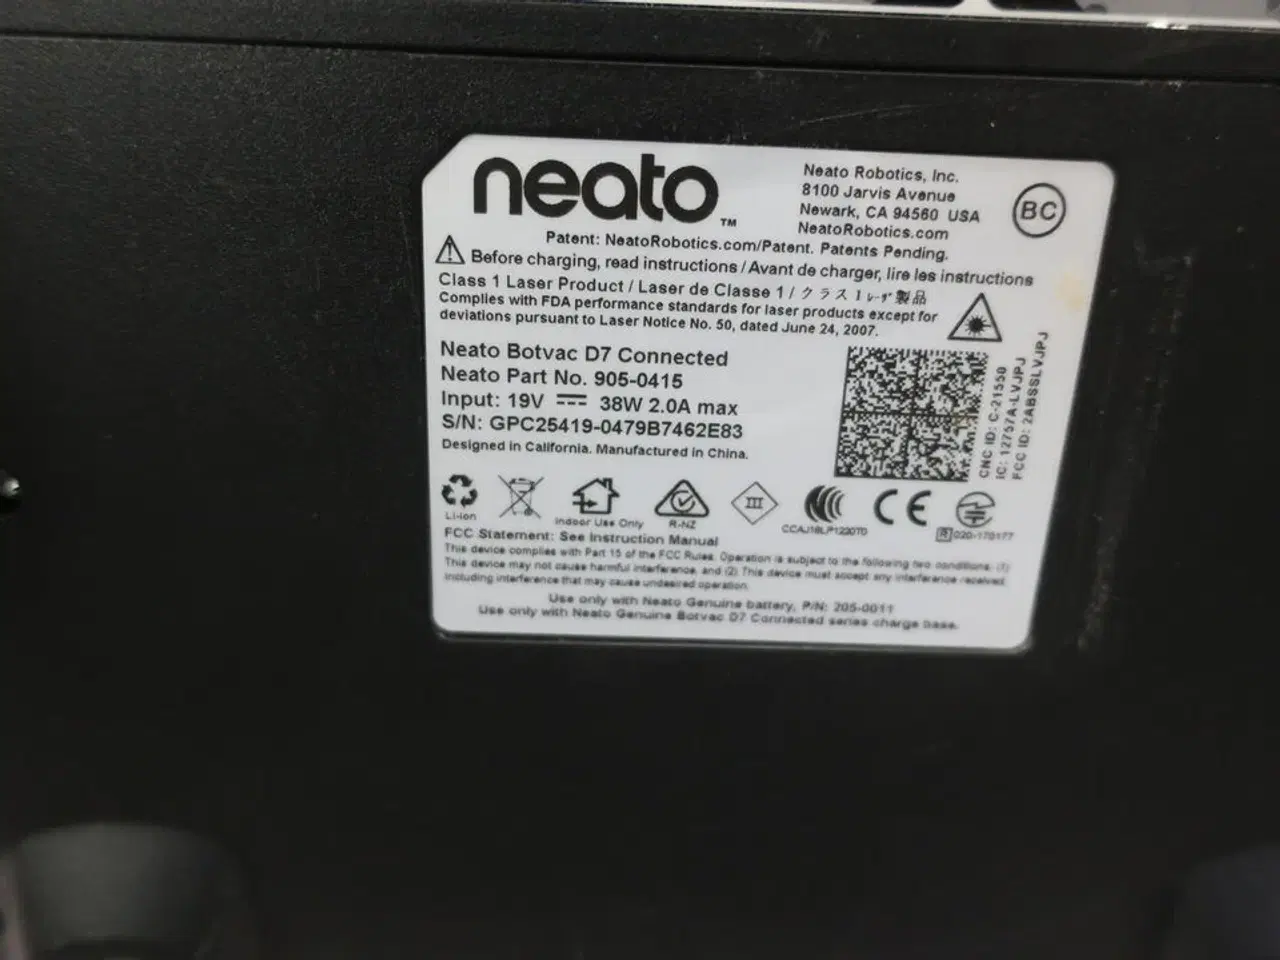 neato™
Neato Robotics, Inc.
8100 Jarvis Avenue
Newark, CA 94560 USA
NeatoRobotics.com
BC
Patent: NeatoRobotics.com/Patent. Patents Pending.
Before charging, read instructions / Avant de charger, lire les instructions
Class 1 Laser Product / Laser de Classe 1 / クラス1レーザ製品
Complies with FDA performance standards for laser products except for
deviations pursuant to Laser Notice No. 50, dated June 24, 2007.
Neato Botvac D7 Connected
Neato Part No. 905-0415
Input: 19V 38W 2.0A max
S/N: GPC25419-0479B7462E83
Designed in California. Manufactured in China.
CNC ID: C-21550
IC: 12757A-LVJPJ
FCC ID: 2ABSSLVJPJ
Li-ion
Indoor Use Only
R-NZ
III
CCAJ18LP1220T0
CE
R 020-170177
FCC Statement: See Instruction Manual
This device complies with Part 15 of the FCC Rules. Operation is subject to the following two conditions: (1)
This device may not cause harmful interference, and (2) This device must accept any interference received,
including interference that may cause undesired operation.
Use only with Neato Genuine battery, P/N: 205-0011
Use only with Neato Genuine Botvac D7 Connected series charge base.